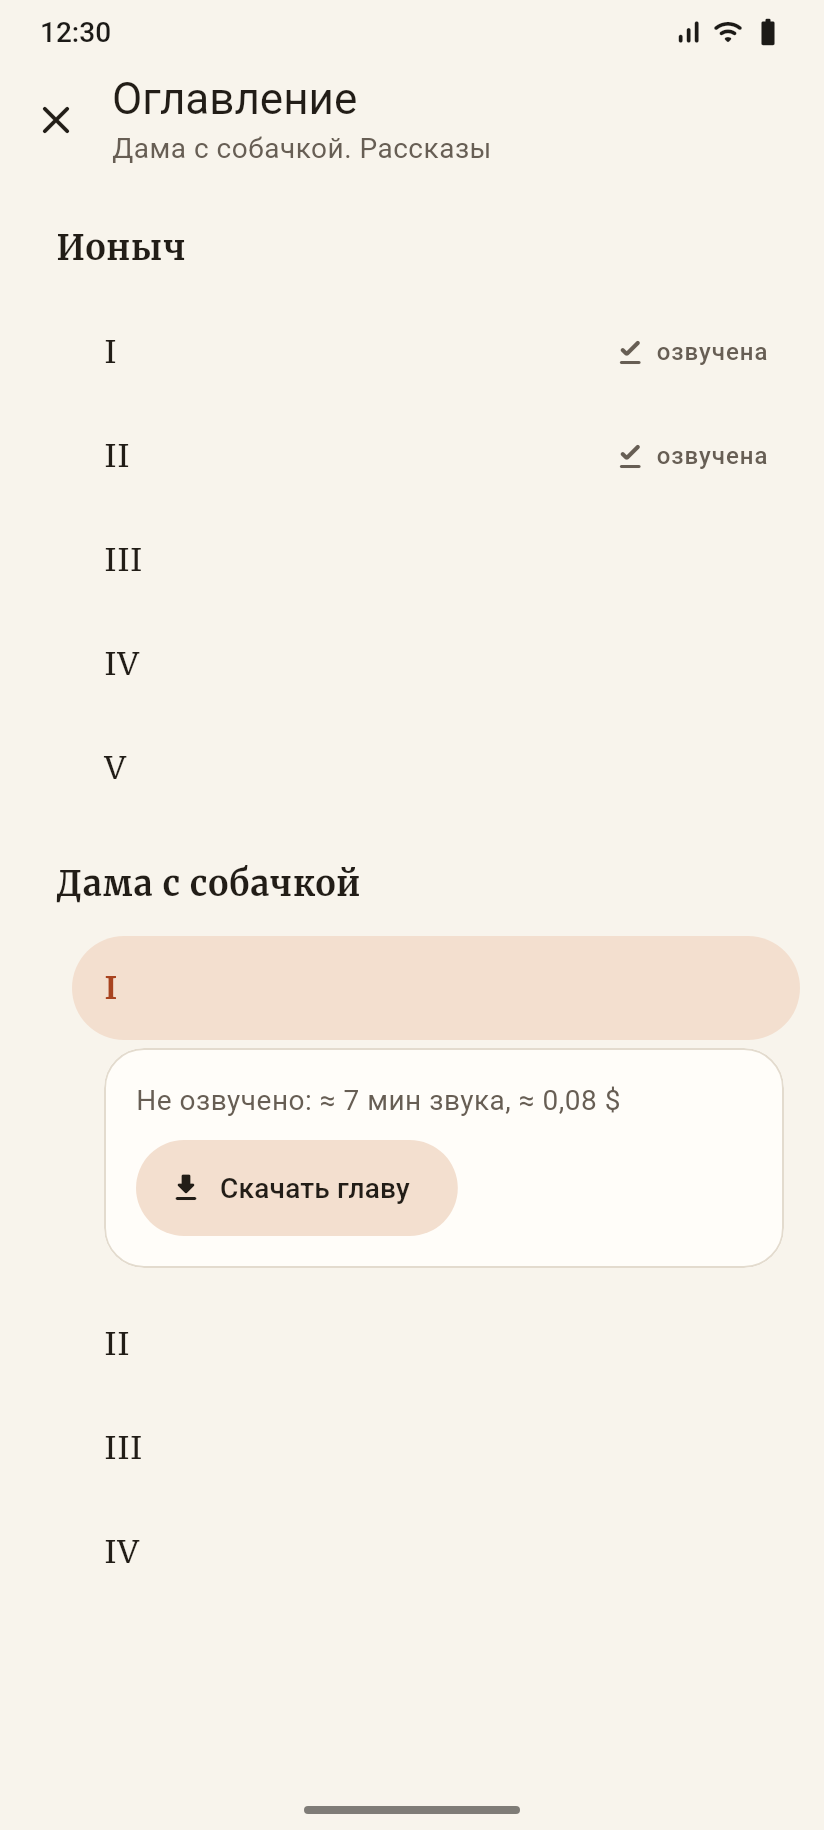 12:30
Оглавление
Дама с собачкой. Рассказы
Ионыч
I озвучена
II озвучена
III
IV
V
Дама с собачкой
I
Не озвучено: ≈ 7 мин звука, ≈ 0,08 $
Скачать главу
II
III
IV